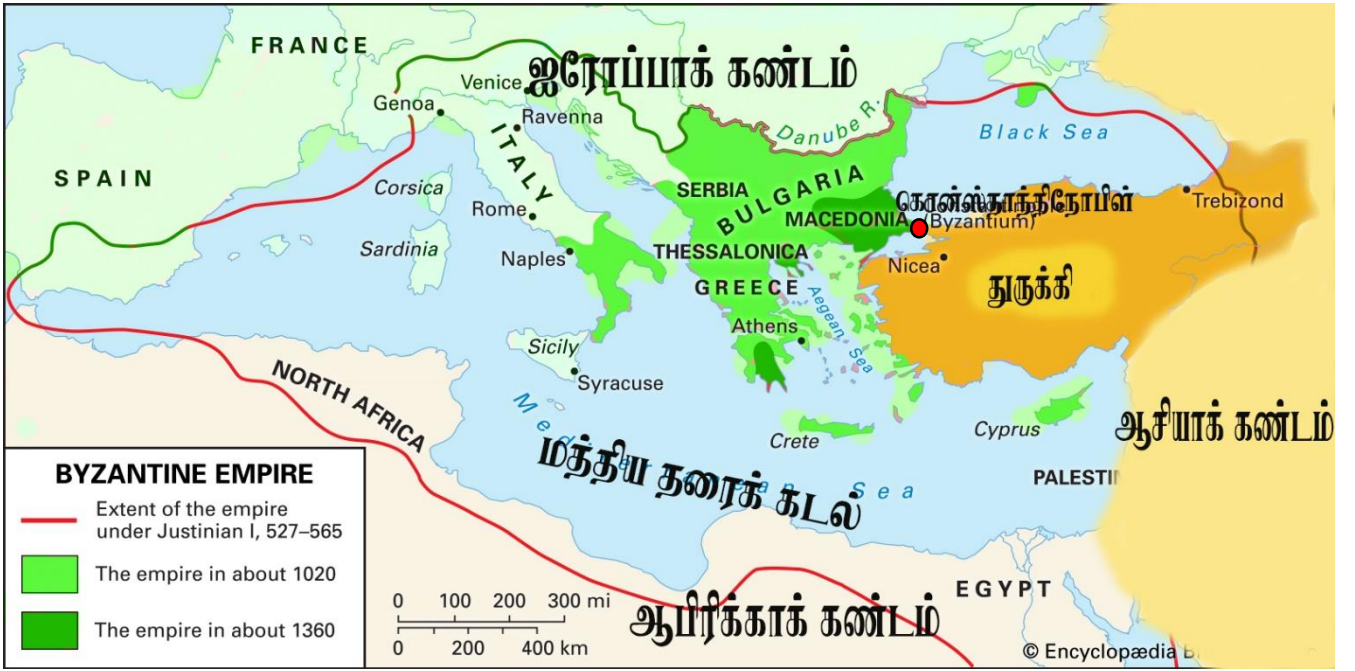 FRANCE
ஐரோப்பாக் கண்டம்
Venice
Genoa
Ravenna
Danube R.
Black Sea
ITALY
SPAIN
Corsica
SERBIA
BULGARIA
கொன்ஸ்தாந்திநோபிள்
Trebizond
Rome
MACEDONIA
(Byzantium)
Sardinia
THESSALONICA
Naples
Nicea
துருக்கி
GREECE
Aegean Sea
Athens
Sicily
Syracuse
NORTH AFRICA
Crete
Cyprus
ஆசியாக் கண்டம்
Mediterranean Sea
மத்திய தரைக் கடல்
PALESTIN
BYZANTINE EMPIRE
Extent of the empire
under Justinian I, 527–565
The empire in about 1020
The empire in about 1360
0 100 200 300 mi
0 200 400 km
EGYPT
ஆபிரிக்காக் கண்டம்
© Encyclopædia